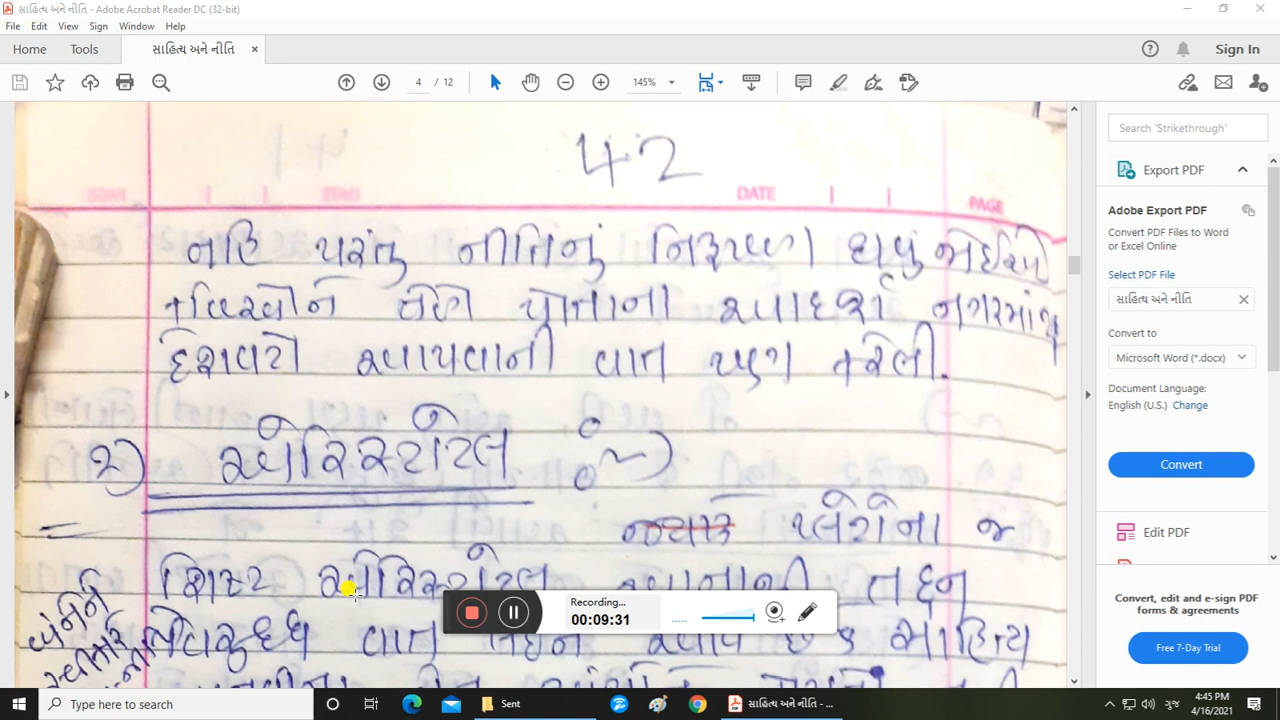 સાહિત્ય અને નીતિ - Adobe Acrobat Reader DC (32-bit)
File Edit View Sign Window Help
Home Tools સાહિત્ય અને નીતિ × Sign In
4 / 12 145%
Search 'Strikethrough'
Export PDF
Adobe Export PDF
Convert PDF Files to Word
or Excel Online
Select PDF File
સાહિત્ય અને નીતિ
Convert to
Microsoft Word (*.docx)
Document Language:
English (U.S.) Change
Convert
Edit PDF
Convert, edit and e-sign PDF
forms & agreements
Free 7-Day Trial
42
DATE PAGE
નહિ પરંતુ નીતિનું નિરૂપણ થવું જોઈએ
કવિઓને તેણે પોતાના આદર્શ નગરમાંથી
દેશવટો આપવાની વાત પણ કરેલી.
૨) એરિસ્ટોટલ :~)
પ્લેટોના જ
શિષ્ય એરિસ્ટોટલ આનાથી તદ્દન
વાત સાહિત્ય
Recording...
00:09:31
Type here to search
Sent
સાહિત્ય અને નીતિ - ...
4:45 PM
ગુજ
4/16/2021